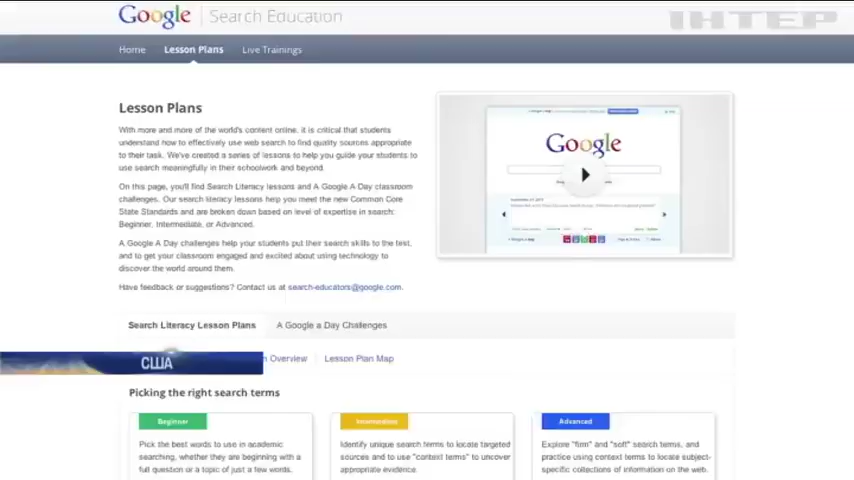 Google Search Education
ІНТЕР
Home Lesson Plans Live Trainings
Lesson Plans
With more and more of the world's content online, it is critical that students
understand how to effectively use web search to find quality sources appropriate
to their task. We've created a series of lessons to help you guide your students to
use search meaningfully in their schoolwork and beyond.
On this page, you'll find Search Literacy lessons and A Google A Day classroom
challenges. Our search literacy lessons help you meet the new Common Core
State Standards and are broken down based on level of expertise in search:
Beginner, Intermediate, or Advanced.
A Google A Day challenges help your students put their search skills to the test,
and to get your classroom engaged and excited about using technology to
discover the world around them.
Have feedback or suggestions? Contact us at search-educators@google.com.
Google
Search Literacy Lesson Plans A Google a Day Challenges
США
Overview Lesson Plan Map
Picking the right search terms
Beginner
Pick the best words to use in academic
searching, whether they are beginning with a
full question or a topic of just a few words.
Intermediate
Identify unique search terms to locate targeted
sources and to use "context terms" to uncover
appropriate evidence.
Advanced
Explore "firm" and "soft" search terms, and
practice using context terms to locate subject-
specific collections of information on the web.